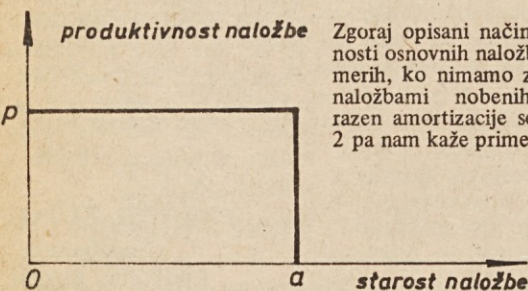 produktivnost naložbe
p
0
a
starost naložbe
Zgoraj opisani način
nosti osnovnih naložb
merih, ko nimamo z
naložbami nobenih
razen amortizacije se
2 pa nam kaže prime